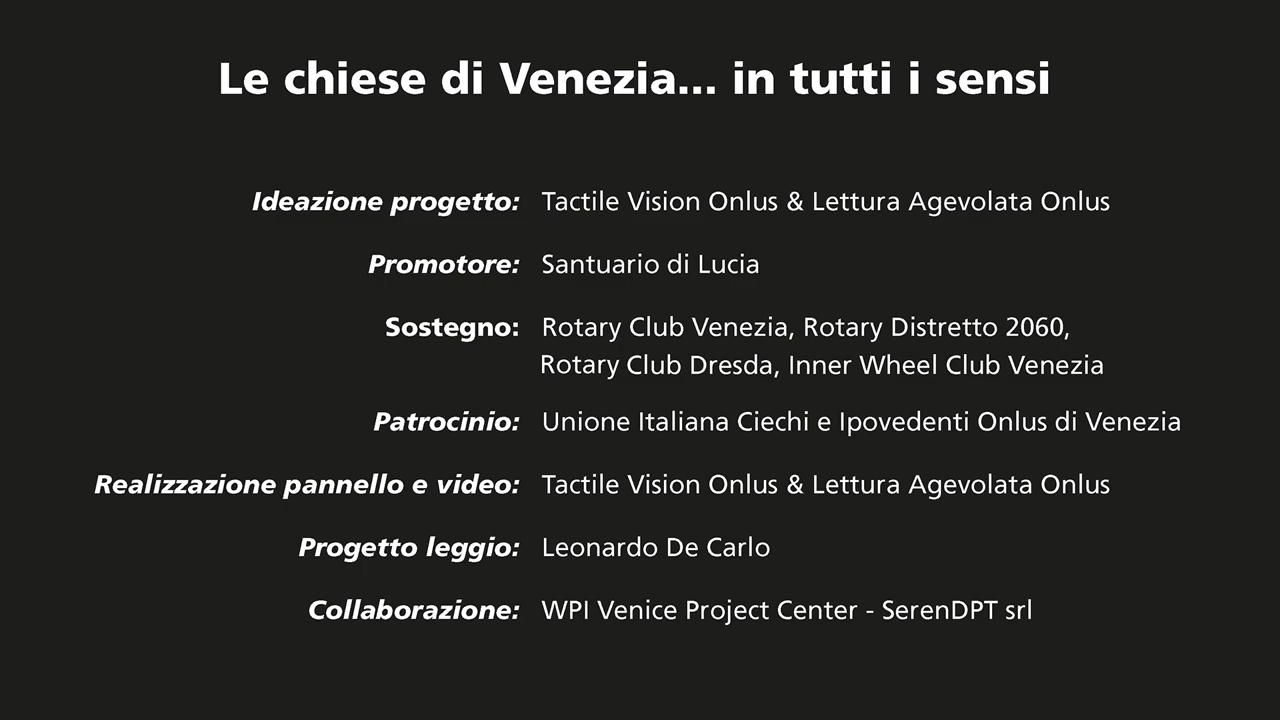 Le chiese di Venezia... in tutti i sensi
Ideazione progetto: Tactile Vision Onlus & Lettura Agevolata Onlus
Promotore: Santuario di Lucia
Sostegno: Rotary Club Venezia, Rotary Distretto 2060,
Rotary Club Dresda, Inner Wheel Club Venezia
Patrocinio: Unione Italiana Ciechi e Ipovedenti Onlus di Venezia
Realizzazione pannello e video: Tactile Vision Onlus & Lettura Agevolata Onlus
Progetto leggio: Leonardo De Carlo
Collaborazione: WPI Venice Project Center - SerenDPT srl